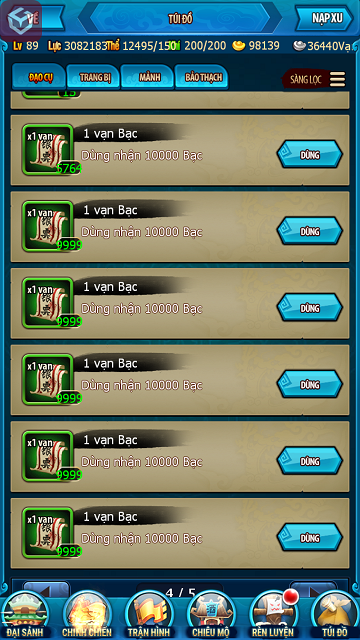 TÚI ĐỒ
NẠP XU
Lv 89 Lực 3082183 Thể 12495/150 Khí 200/200 98139 36440Vạ
ĐẠO CỤ TRANG BỊ MẢNH BẢO THẠCH SÀNG LỌC
x1 vạn 1 vạn Bạc
Dùng nhận 10000 Bạc DÙNG
5764
x1 vạn 1 vạn Bạc
Dùng nhận 10000 Bạc DÙNG
9999
x1 vạn 1 vạn Bạc
Dùng nhận 10000 Bạc DÙNG
9999
x1 vạn 1 vạn Bạc
Dùng nhận 10000 Bạc DÙNG
9999
x1 vạn 1 vạn Bạc
Dùng nhận 10000 Bạc DÙNG
9999
x1 vạn 1 vạn Bạc
Dùng nhận 10000 Bạc DÙNG
9999
4 / 5
ĐẠI SẢNH CHINH CHIẾN TRẬN HÌNH CHIÊU MỘ RÈN LUYỆN TÚI ĐỒ